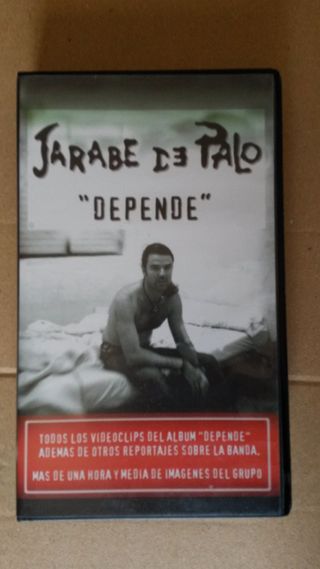 JARABE DE PALO
"DEPENDE"
TODOS LOS VIDEOCLIPS DEL ALBUM "DEPENDE"
ADEMAS DE OTROS REPORTAJES SOBRE LA BANDA.
MAS DE UNA HORA Y MEDIA DE IMAGENES DEL GRUPO